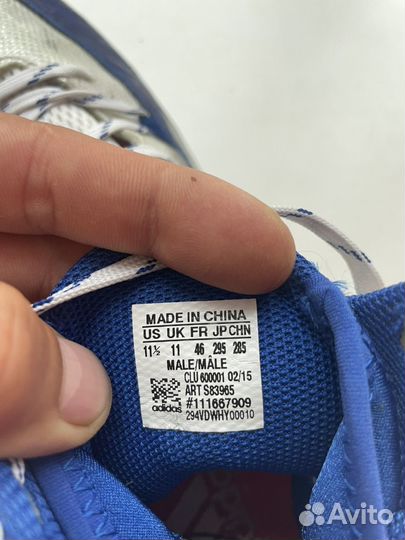 MADE IN CHINA
US UK FR JP CHN
11½ 11 46 295 285
MALE/MÂLE
CLU 600001 02/15
ART S83965
#111667909
adidas 294VDWHY00010
Avito